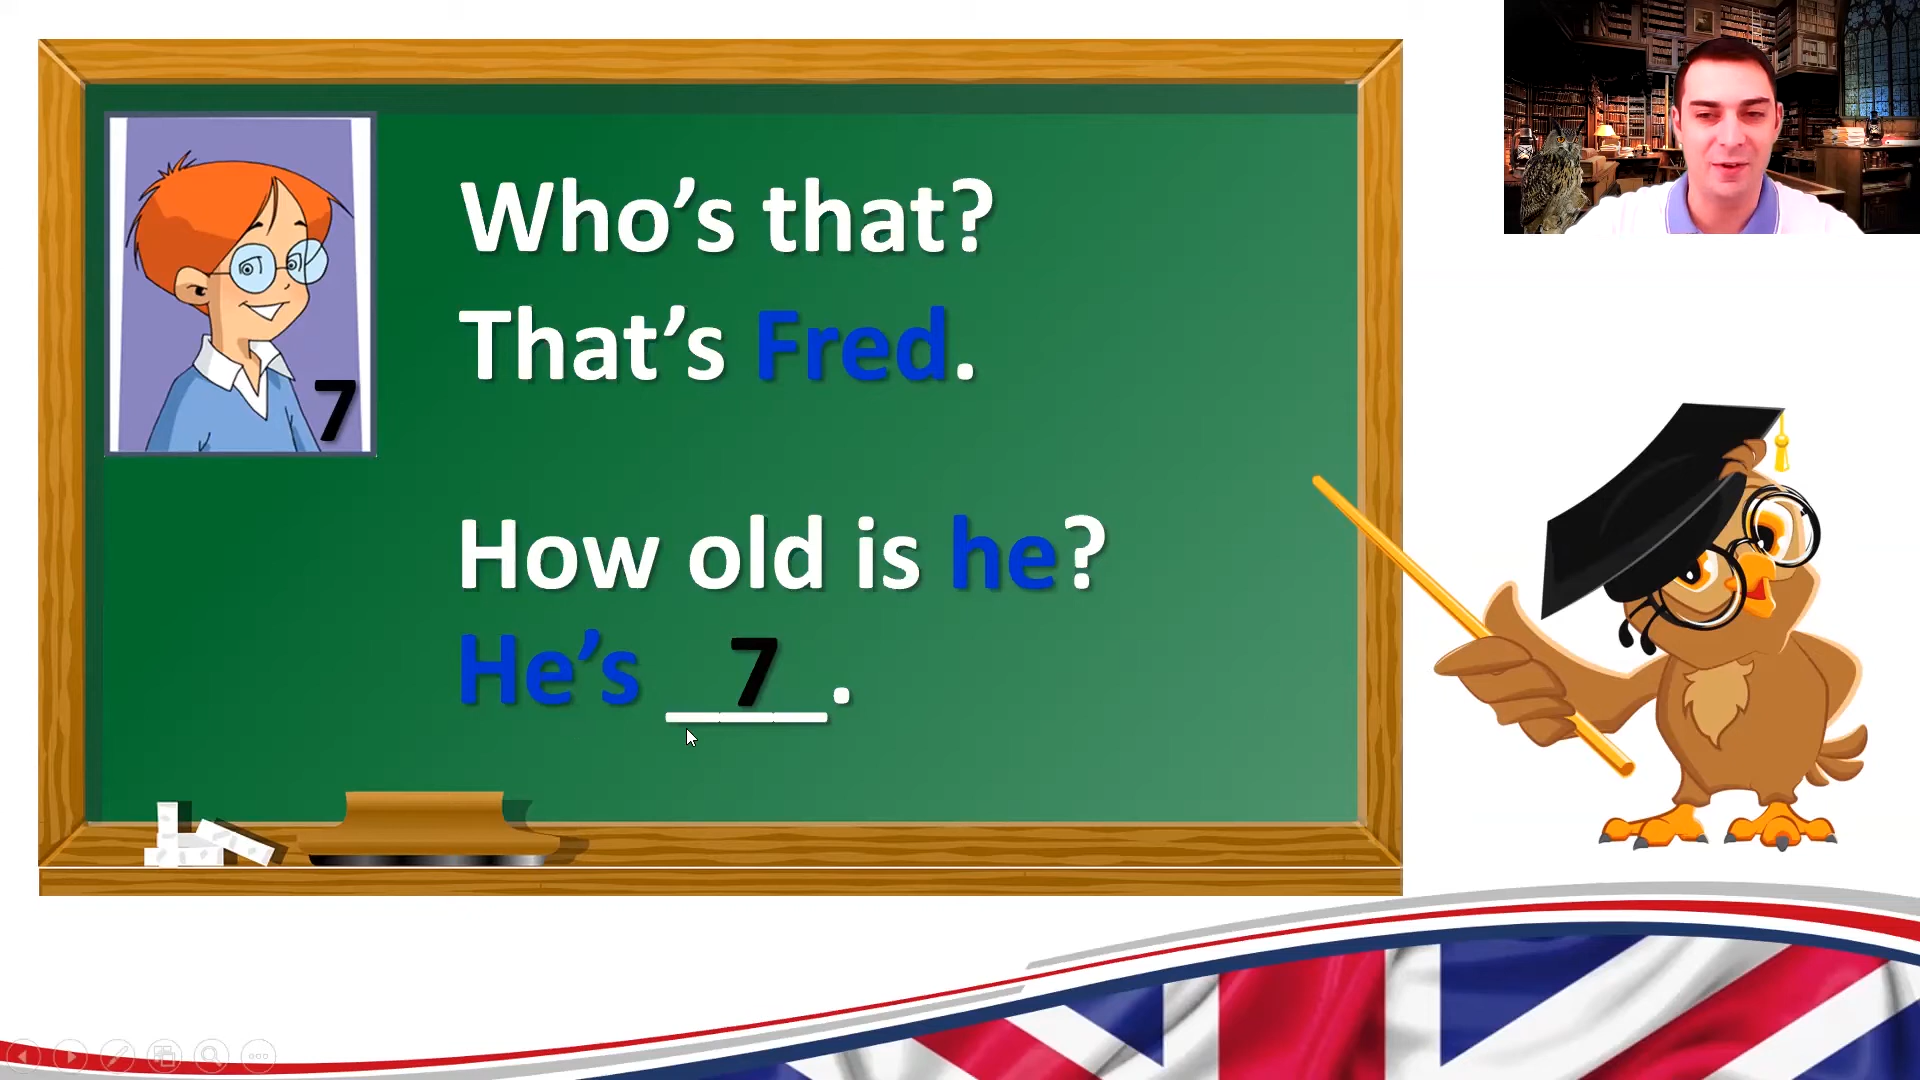 Who's that?
That's Fred.
7
How old is he?
He's 7.